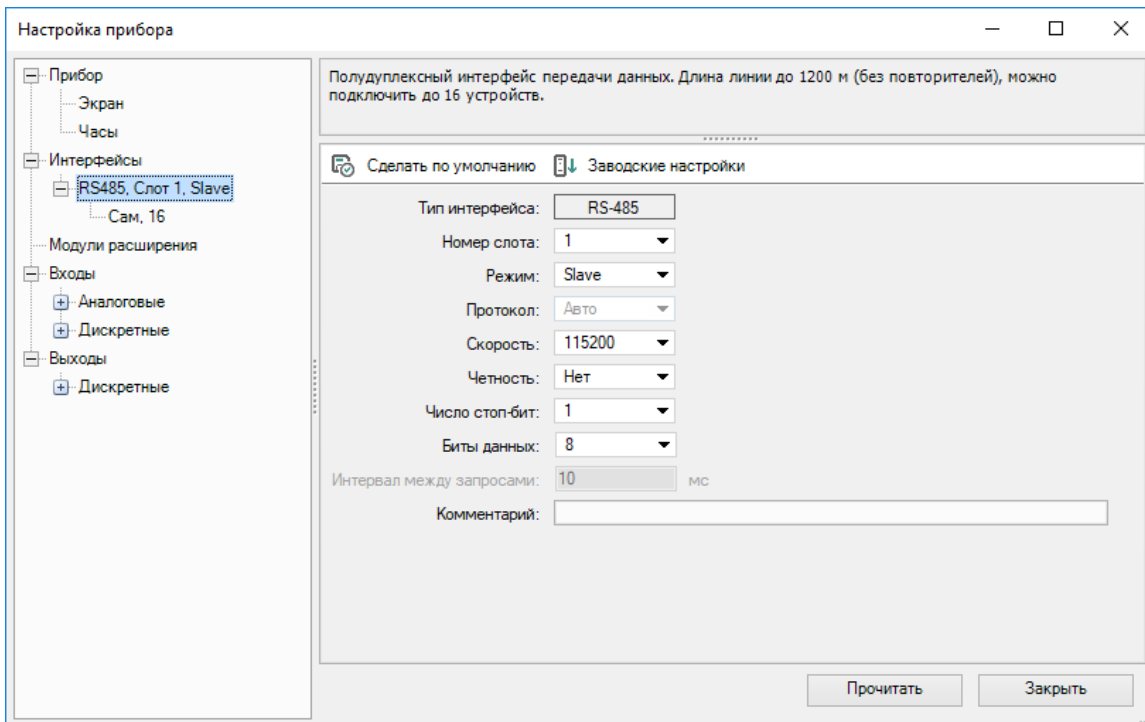 Настройка прибора
Прибор
Экран
Часы
Интерфейсы
RS485, Слот 1, Slave
Сам, 16
Модули расширения
Входы
Аналоговые
Дискретные
Выходы
Дискретные
Полудуплексный интерфейс передачи данных. Длина линии до 1200 м (без повторителей), можно
подключить до 16 устройств.
Сделать по умолчанию Заводские настройки
Тип интерфейса: RS-485
Номер слота: 1
Режим: Slave
Протокол: Авто
Скорость: 115200
Четность: Нет
Число стоп-бит: 1
Биты данных: 8
Интервал между запросами: 10 мс
Комментарий:
Прочитать Закрыть